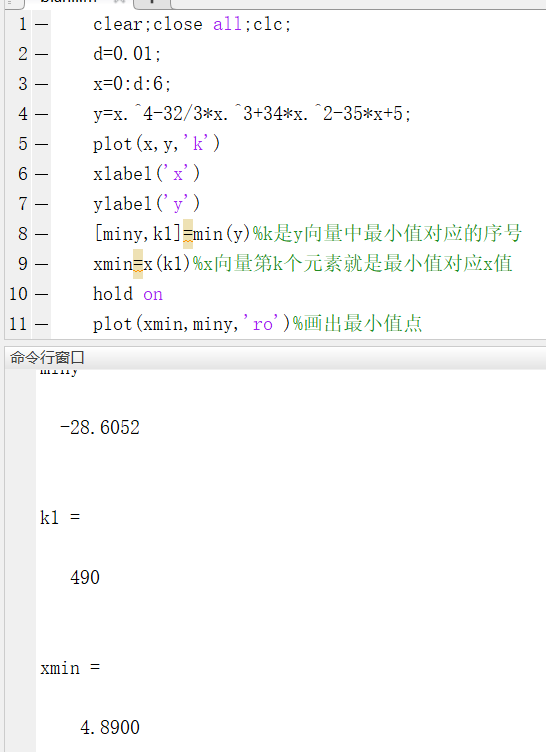 1 — clear;close all;clc;
2 — d=0.01;
3 — x=0:d:6;
4 — y=x.^4-32/3*x.^3+34*x.^2-35*x+5;
5 — plot(x,y,'k')
6 — xlabel('x')
7 — ylabel('y')
8 — [miny,k1]=min(y)%k是y向量中最小值对应的序号
9 — xmin=x(k1)%x向量第k个元素就是最小值对应x值
10 — hold on
11 — plot(xmin,miny,'ro')%画出最小值点
命令行窗口
miny
-28.6052
k1 =
490
xmin =
4.8900